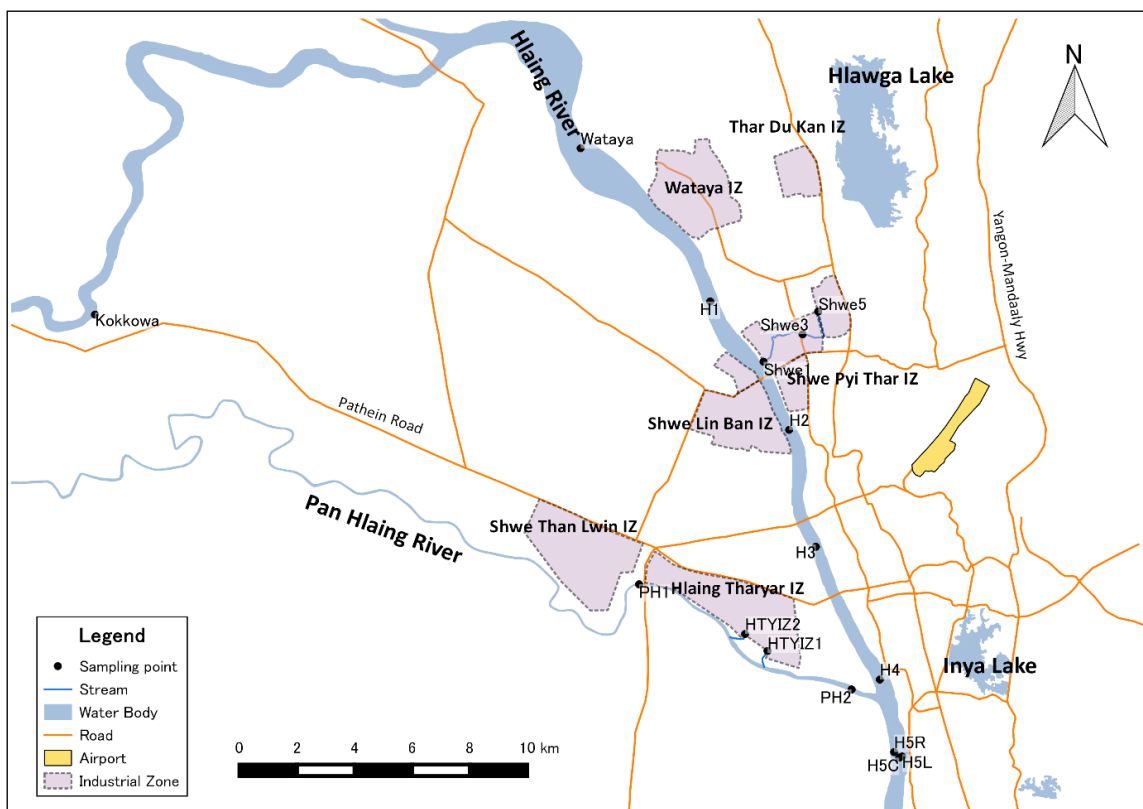 Hlaing River
Hlawga Lake
N
Thar Du Kan IZ
Wataya
Wataya IZ
Yangon-Mandaaly Hwy
H1
Shwe5
Kokkowa
Shwe3
Shwe1
Shwe Pyi Thar IZ
Pathein Road
Shwe Lin Ban IZ
H2
Pan Hlaing River
Shwe Than Lwin IZ
H3
PH1
Hlaing Tharyar IZ
HTYIZ2
HTYIZ1
Inya Lake
H4
PH2
H5R
H5C
H5L
Legend
Sampling point
Stream
Water Body
Road
Airport
Industrial Zone
0 2 4 6 8 10 km